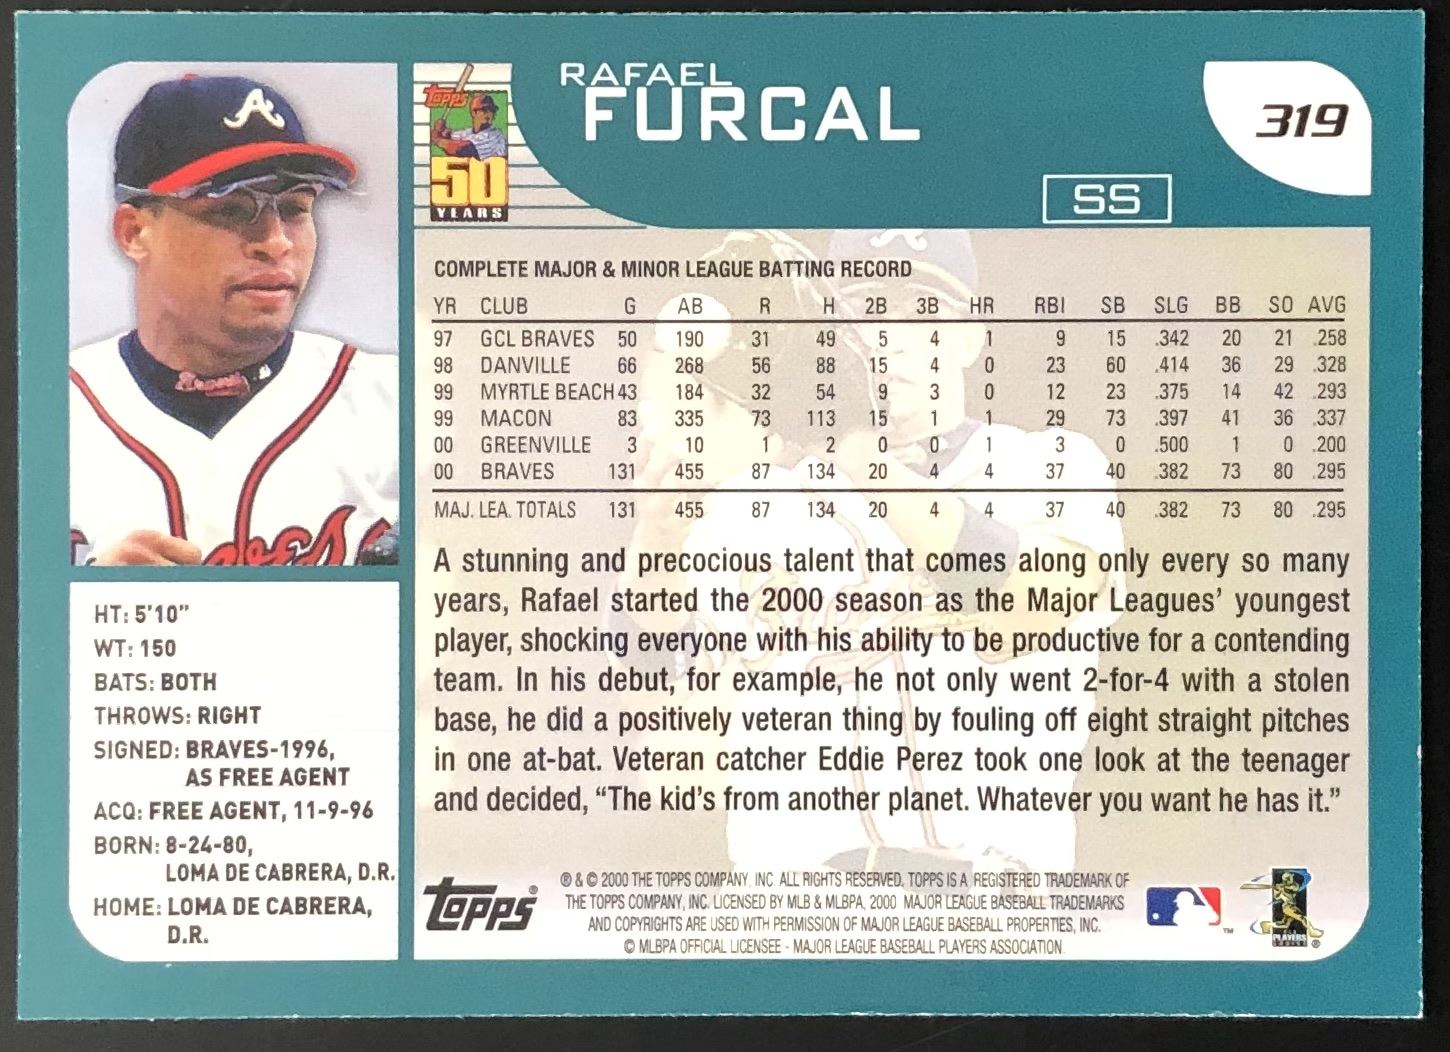 RAFAEL
FURCAL
319
SS
topps
50
YEARS
A
Braves
Braves
COMPLETE MAJOR & MINOR LEAGUE BATTING RECORD
YR CLUB G AB R H 2B 3B HR RBI SB SLG BB SO AVG
97 GCL BRAVES 50 190 31 49 5 4 1 9 15 .342 20 21 .258
98 DANVILLE 66 268 56 88 15 4 0 23 60 .414 36 29 .328
99 MYRTLE BEACH 43 184 32 54 9 3 0 12 23 .375 14 42 .293
99 MACON 83 335 73 113 15 1 1 29 73 .397 41 36 .337
00 GREENVILLE 3 10 1 2 0 0 1 3 0 .500 1 0 .200
00 BRAVES 131 455 87 134 20 4 4 37 40 .382 73 80 .295
MAJ. LEA. TOTALS 131 455 87 134 20 4 4 37 40 .382 73 80 .295
A stunning and precocious talent that comes along only every so many
years, Rafael started the 2000 season as the Major Leagues' youngest
player, shocking everyone with his ability to be productive for a contending
team. In his debut, for example, he not only went 2-for-4 with a stolen
base, he did a positively veteran thing by fouling off eight straight pitches
in one at-bat. Veteran catcher Eddie Perez took one look at the teenager
and decided, “The kid's from another planet. Whatever you want he has it.”
HT: 5'10”
WT: 150
BATS: BOTH
THROWS: RIGHT
SIGNED: BRAVES-1996,
AS FREE AGENT
ACQ: FREE AGENT, 11-9-96
BORN: 8-24-80,
LOMA DE CABRERA, D.R.
HOME: LOMA DE CABRERA,
D.R.
topps®
® & © 2000 THE TOPPS COMPANY, INC. ALL RIGHTS RESERVED. TOPPS IS A REGISTERED TRADEMARK OF
THE TOPPS COMPANY, INC. LICENSED BY MLB & MLBPA, 2000 MAJOR LEAGUE BASEBALL TRADEMARKS
AND COPYRIGHTS ARE USED WITH PERMISSION OF MAJOR LEAGUE BASEBALL PROPERTIES, INC.
© MLBPA OFFICIAL LICENSEE - MAJOR LEAGUE BASEBALL PLAYERS ASSOCIATION
™
PLAYERS
CHOICE ®